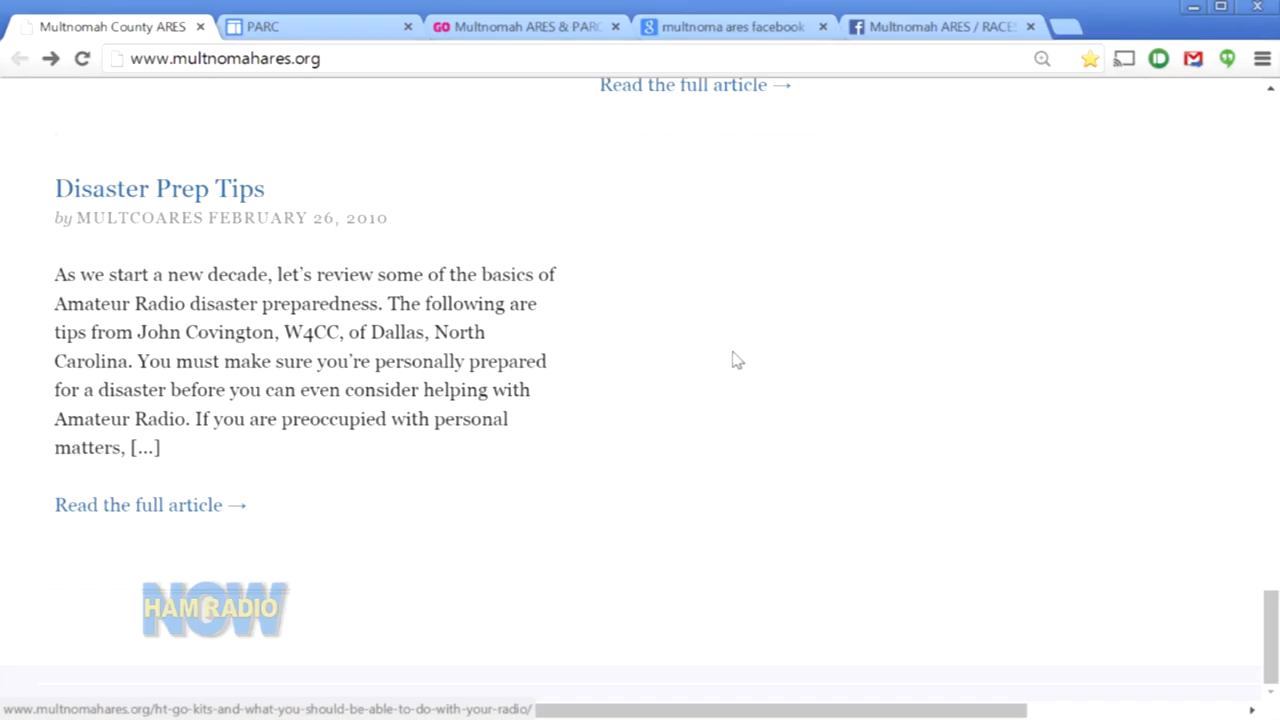 Multnomah County ARES
PARC
GO Multnomah ARES & PARC
multnoma ares facebook
Multnomah ARES / RACES
www.multnomahares.org
Read the full article →
Disaster Prep Tips
by MULTCOARES FEBRUARY 26, 2010
As we start a new decade, let's review some of the basics of
Amateur Radio disaster preparedness. The following are
tips from John Covington, W4CC, of Dallas, North
Carolina. You must make sure you're personally prepared
for a disaster before you can even consider helping with
Amateur Radio. If you are preoccupied with personal
matters, [...]
Read the full article →
HAM RADIO
NOW
www.multnomahares.org/ht-go-kits-and-what-you-should-be-able-to-do-with-your-radio/